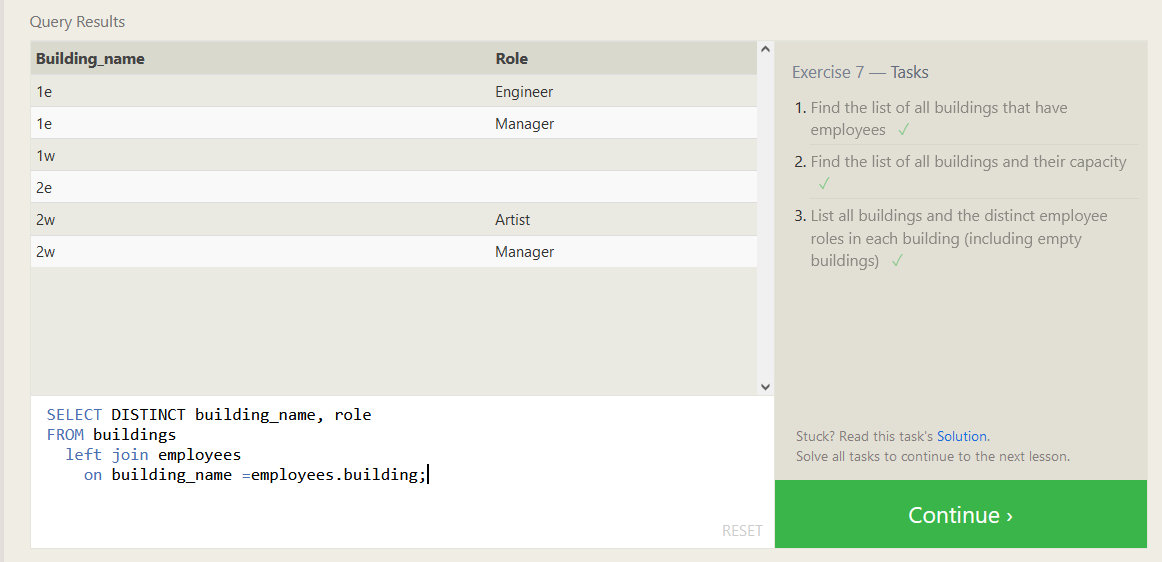 Query Results
Building_name Role
1e Engineer
1e Manager
1w
2e
2w Artist
2w Manager
SELECT DISTINCT building_name, role
FROM buildings
left join employees
on building_name =employees.building;
RESET
Exercise 7 — Tasks
1. Find the list of all buildings that have
employees ✓
2. Find the list of all buildings and their capacity
✓
3. List all buildings and the distinct employee
roles in each building (including empty
buildings) ✓
Stuck? Read this task's Solution.
Solve all tasks to continue to the next lesson.
Continue ›